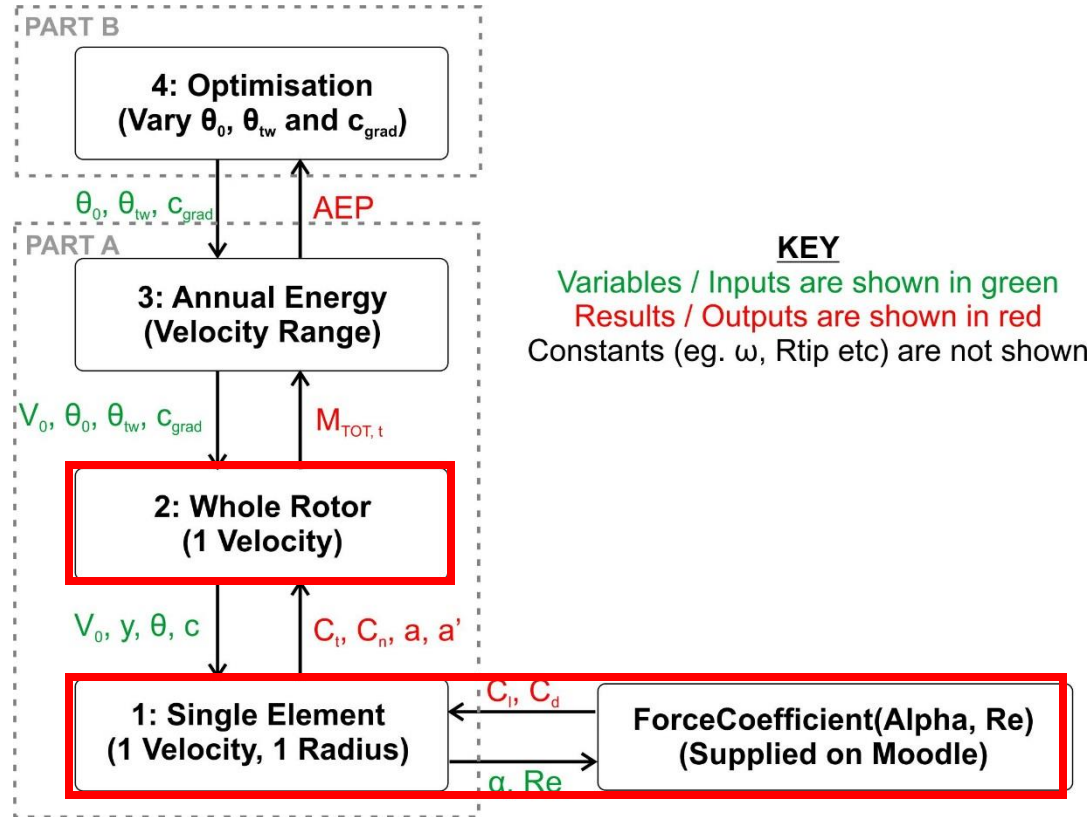 PART B
4: Optimisation
(Vary θ₀, θtw and cgrad)
θ₀, θtw, cgrad
AEP
PART A
3: Annual Energy
(Velocity Range)
KEY
Variables / Inputs are shown in green
Results / Outputs are shown in red
Constants (eg. ω, Rtip etc) are not shown
V₀, θ₀, θtw, cgrad
MTOT, t
2: Whole Rotor
(1 Velocity)
V₀, y, θ, c
Ct, Cn, a, a’
1: Single Element
(1 Velocity, 1 Radius)
Cl, Cd
α, Re
ForceCoefficient(Alpha, Re)
(Supplied on Moodle)